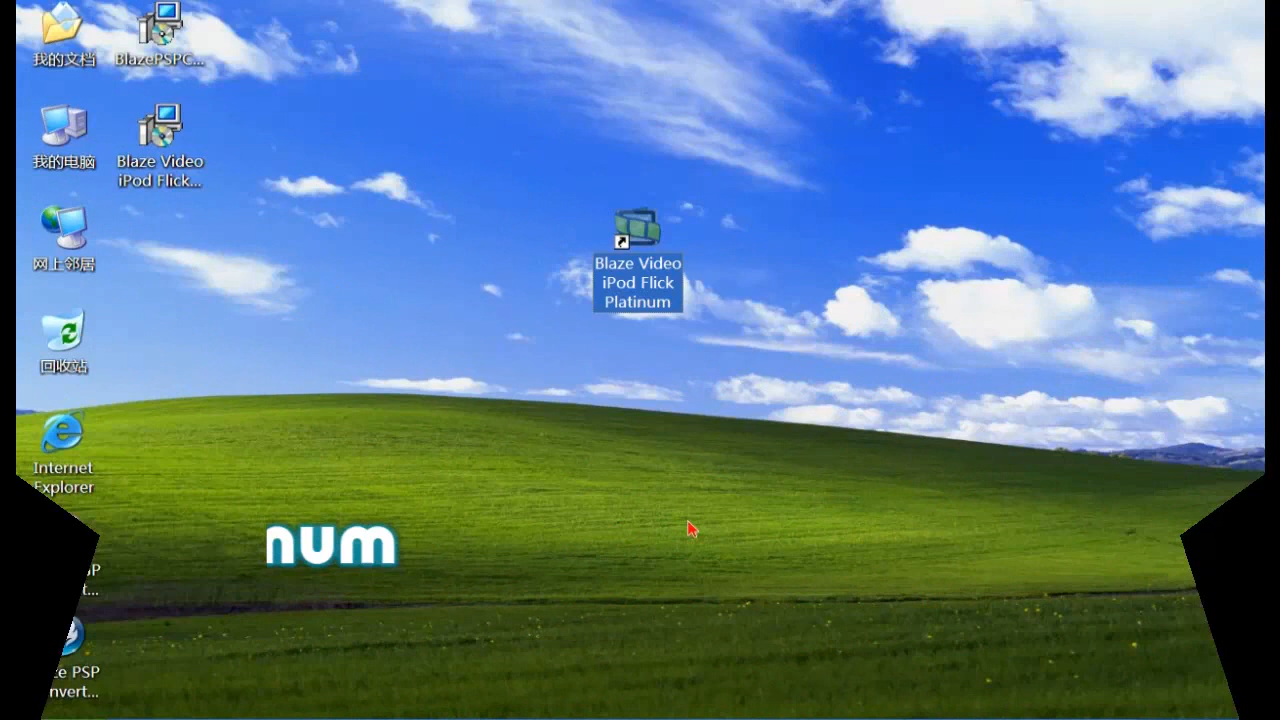 我的文档
BlazePSPC...
我的电脑
Blaze Video
iPod Flick...
网上邻居
Blaze Video
iPod Flick
Platinum
回收站
Internet
Explorer
num
P
t...
e PSP
nvert...